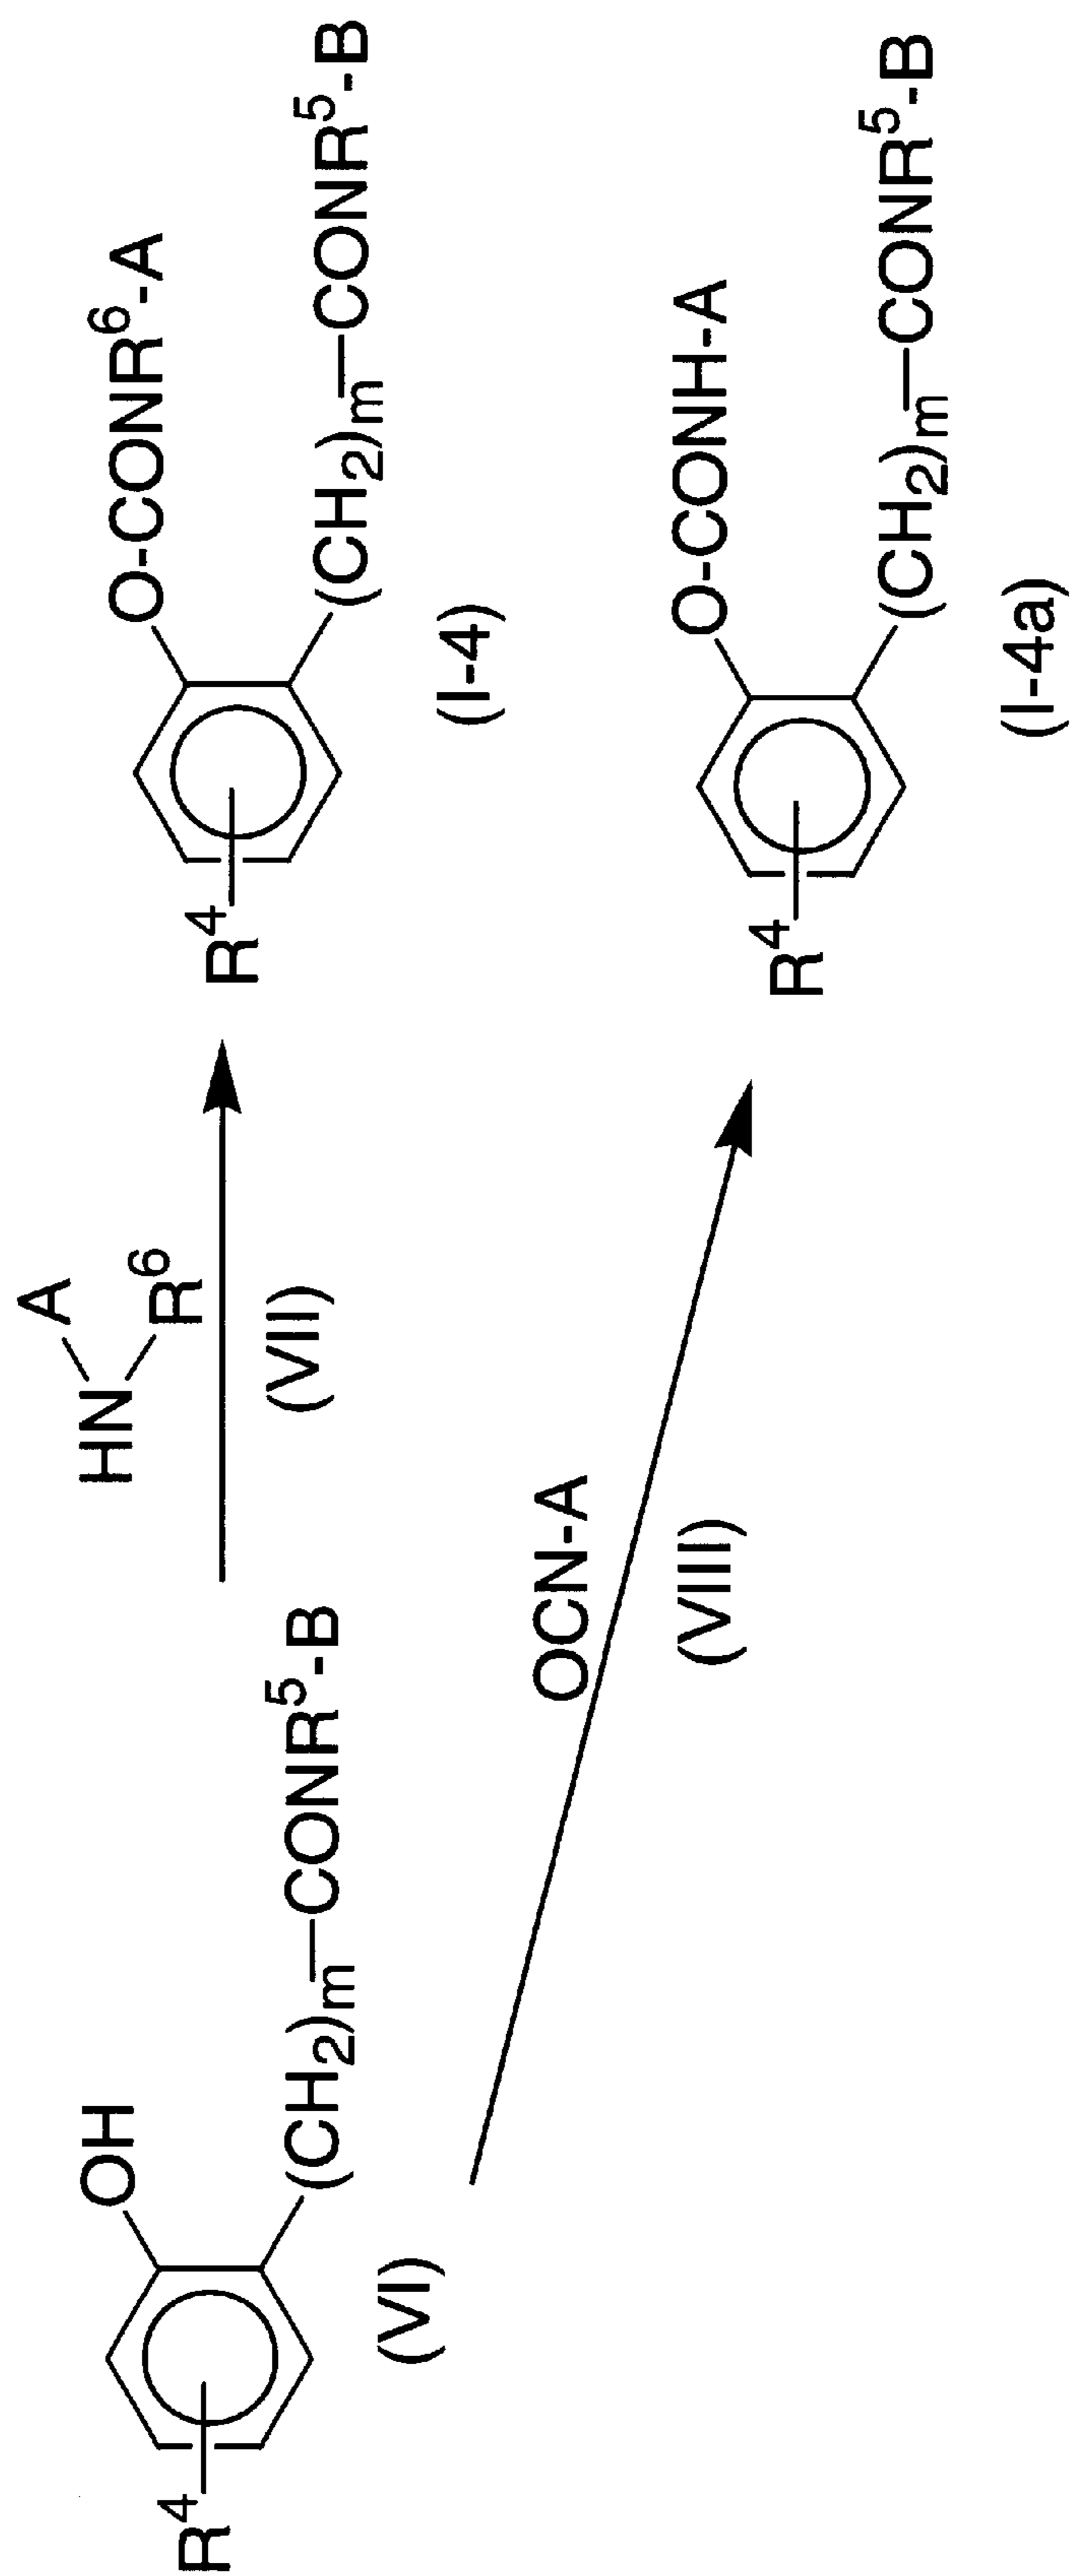 R⁴
OH
(CH₂)ₘ—CONR⁵-B
(VI)
HN
A
R⁶
(VII)
R⁴
O-CONR⁶-A
(CH₂)ₘ—CONR⁵-B
(I-4)
OCN-A
(VIII)
R⁴
O-CONH-A
(CH₂)ₘ—CONR⁵-B
(I-4a)